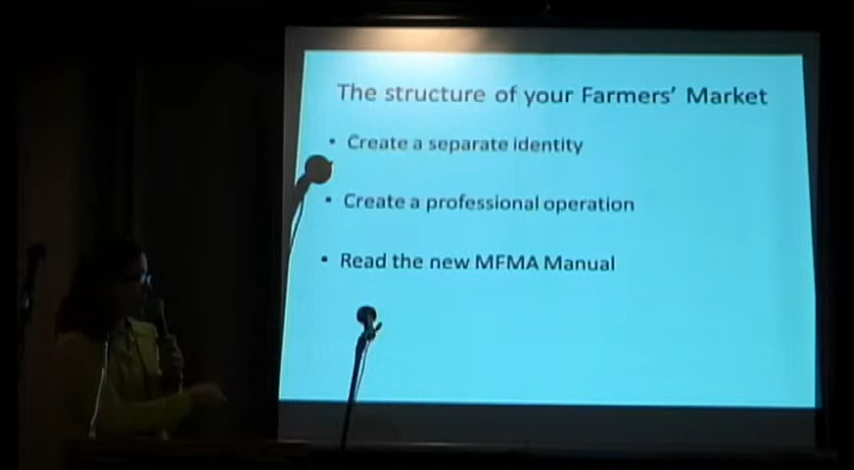 The structure of your Farmers' Market
• Create a separate identity
• Create a professional operation
• Read the new MFMA Manual